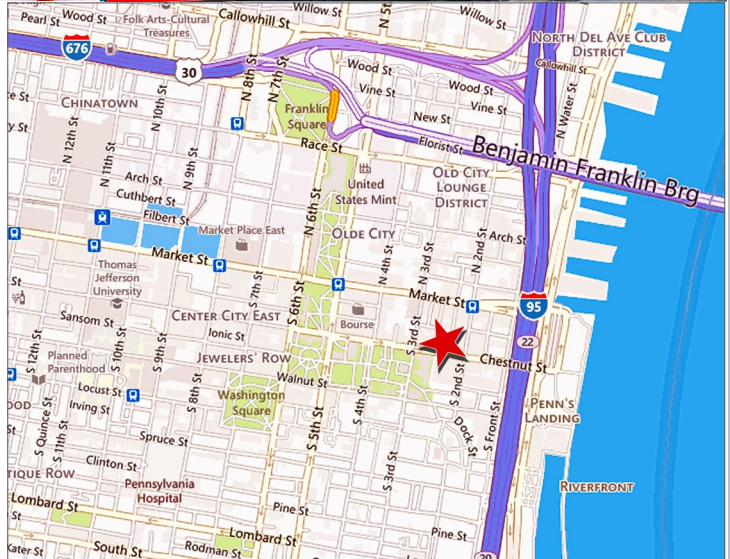 Willow St
N St
Willow St
Pearl St
Wood St
Folk Arts-Cultural
Treasures
Callowhill St
NORTH DEL AVE CLUB
DISTRICT
Callowhill St
676
30
N 8th St
N 7th St
Wood St
Vine St
Wood St
Vine St
New St
N Water St
CHINATOWN
N 10th St
Franklin
Square
Race St
Florist St
Benjamin Franklin Brg
N 12th St
N 11th St
N 9th St
Arch St
Cuthbert St
Filbert St
United
States Mint
OLD CITY
LOUNGE
DISTRICT
N 6th St
Market Place East
OLDE CITY
N 4th St
N 3rd St
N 2nd St
Arch St
Market St
Thomas
Jefferson
University
S 7th St
S 6th St
Market St
95
22
Sansom St
CENTER CITY EAST
Ionic St
Bourse
S 3rd St
Chestnut St
S 12th St
Planned
Parenthood
S 10th St
S 9th St
JEWELERS' ROW
Walnut St
S 8th St
Washington
Square
S 4th St
S 2nd St
Locust St
Irving St
PENN'S
LANDING
Dock St
S Front St
S Quince St
S 11th St
Spruce St
S 5th St
TIQUE ROW
Clinton St
Pennsylvania
Hospital
S 3rd St
RIVERFRONT
Lombard St
Pine St
Lombard St
Pine St
South St
Rodman St
20